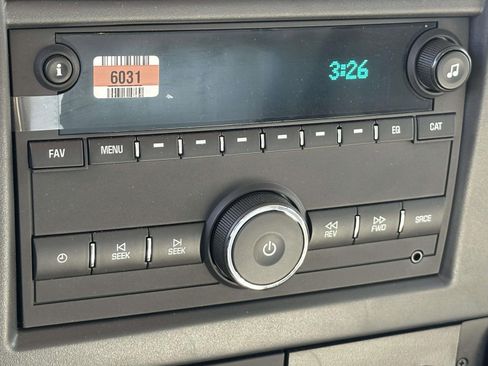 i
6031
3:26
FAV
MENU
EQ
CAT
SEEK
SEEK
REV
FWD
SRCE